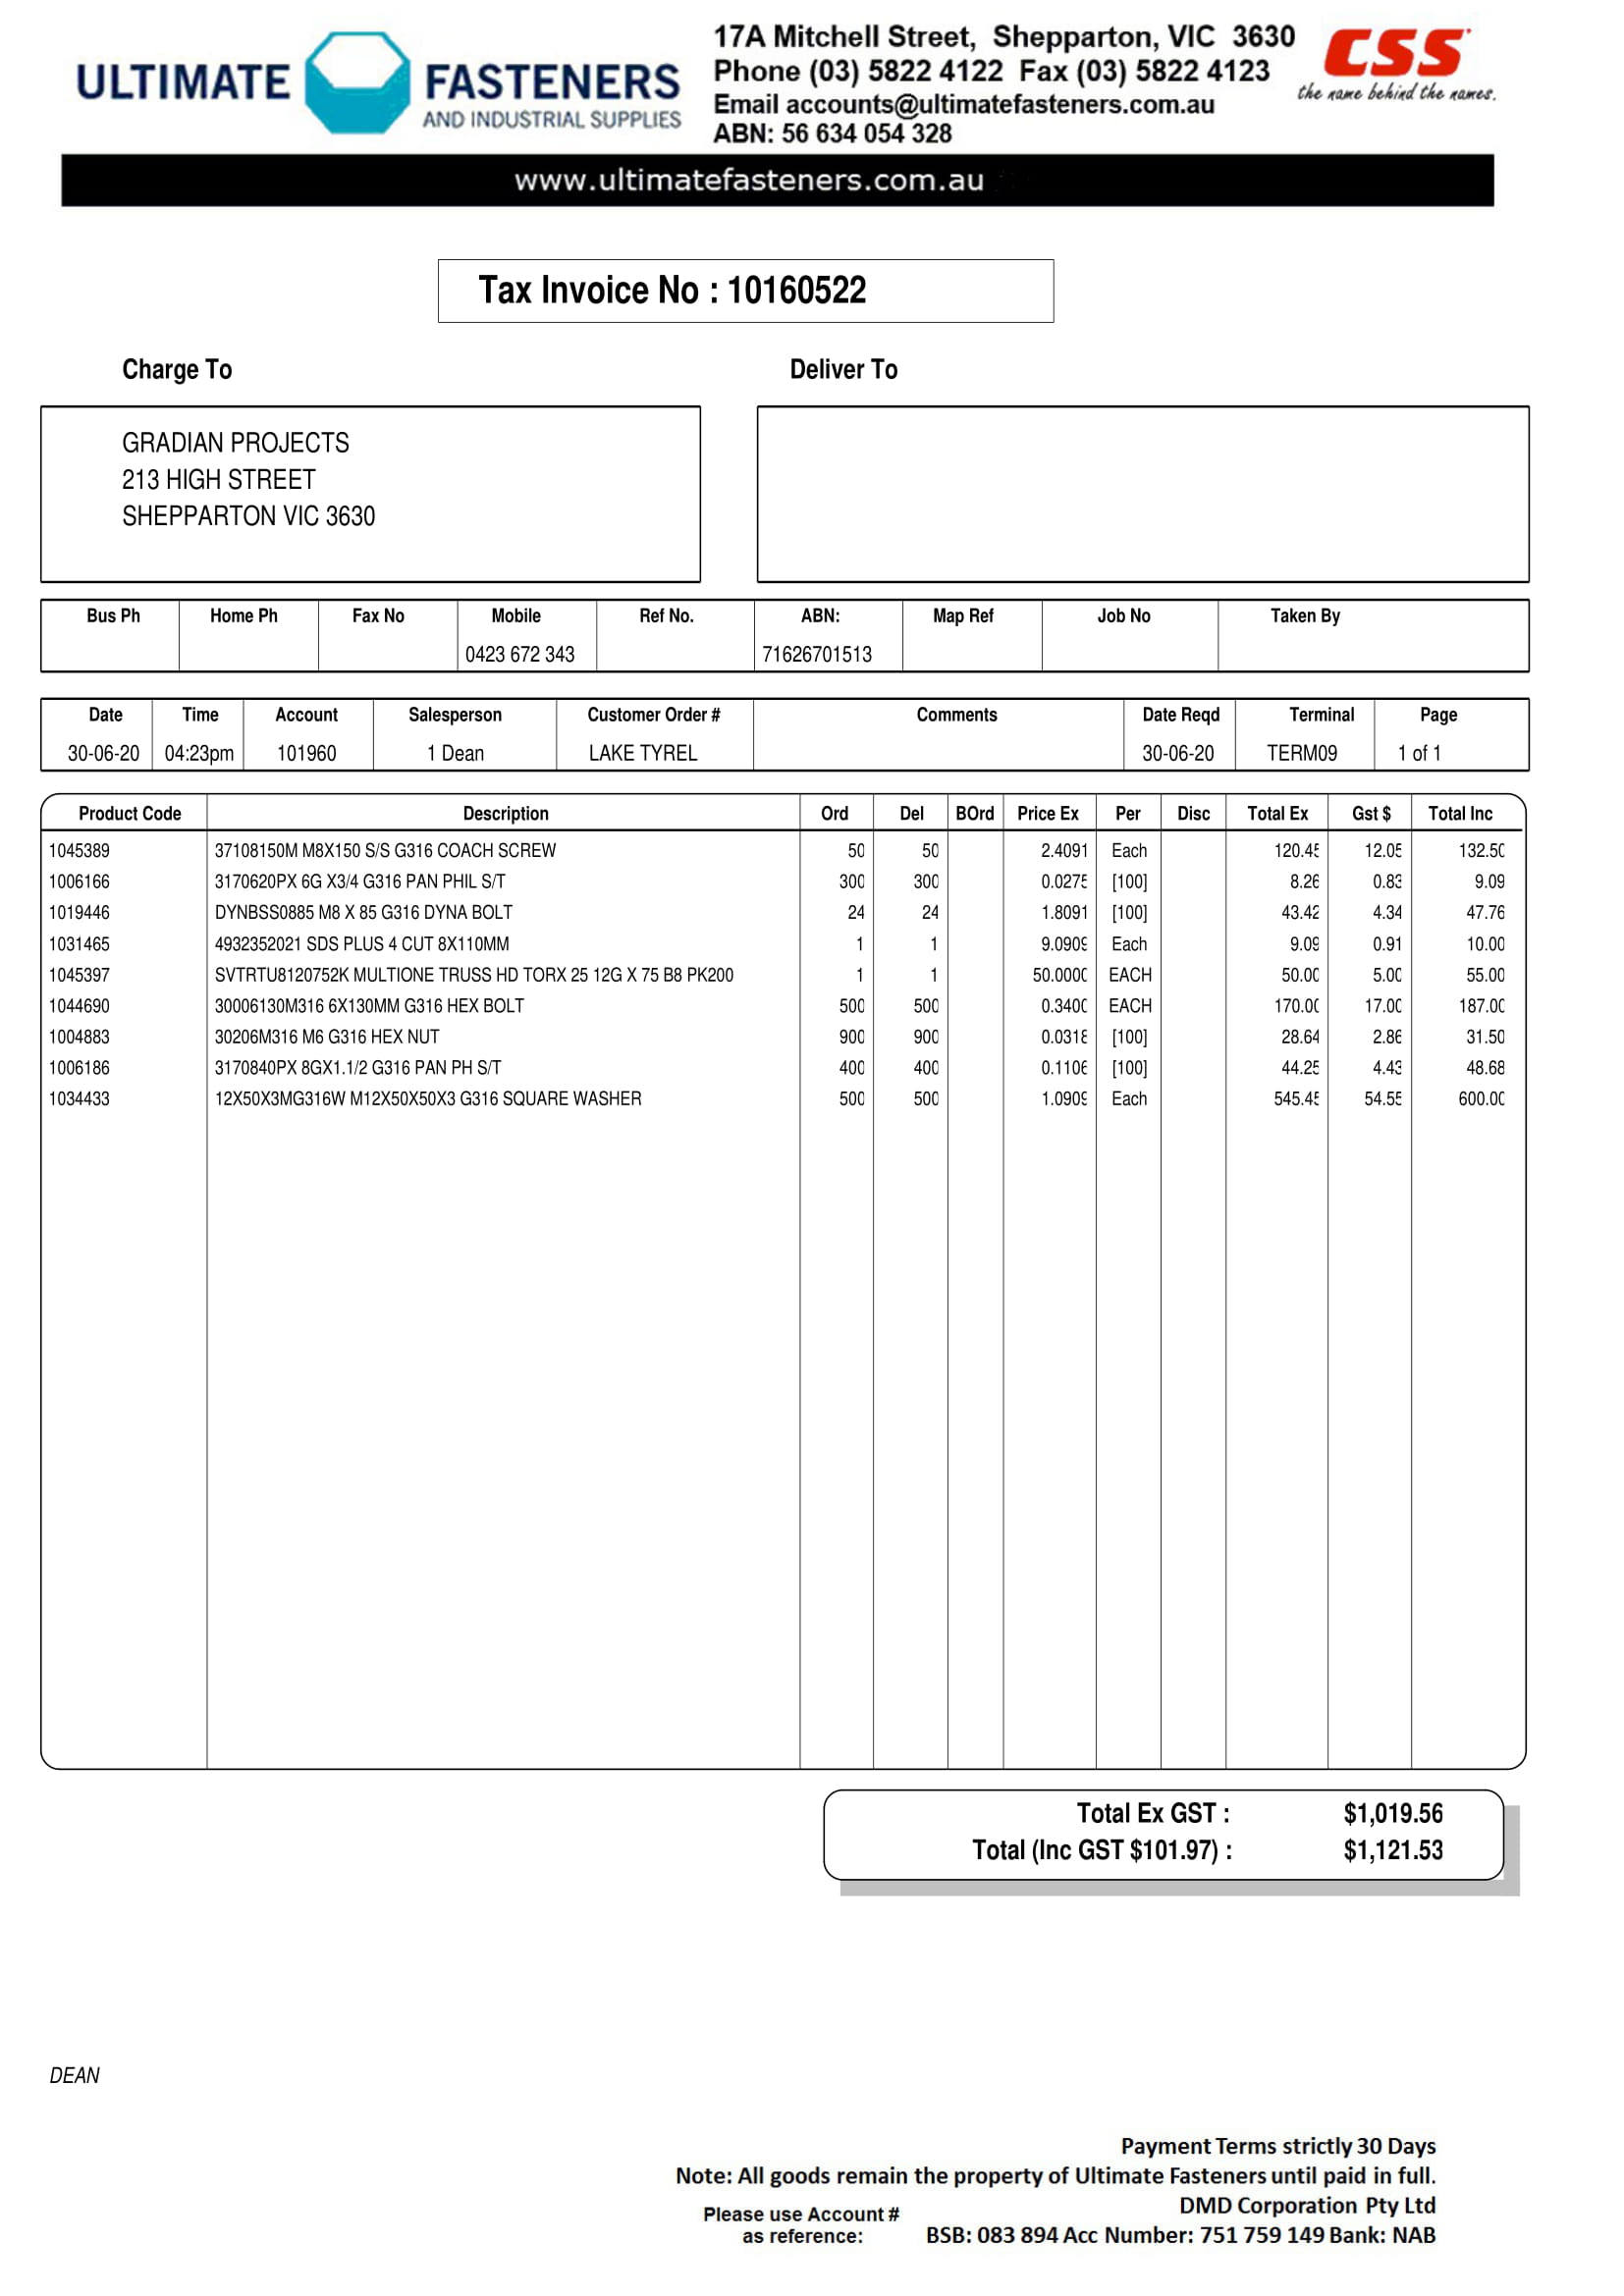 ULTIMATE FASTENERS
AND INDUSTRIAL SUPPLIES
17A Mitchell Street, Shepparton, VIC 3630
Phone (03) 5822 4122 Fax (03) 5822 4123
Email accounts@ultimatefasteners.com.au
ABN: 56 634 054 328
CSS
the name behind the names.
www.ultimatefasteners.com.au
Tax Invoice No : 10160522
Charge To Deliver To
GRADIAN PROJECTS
213 HIGH STREET
SHEPPARTON VIC 3630
Bus Ph Home Ph Fax No Mobile Ref No. ABN: Map Ref Job No Taken By
0423 672 343 71626701513
Date Time Account Salesperson Customer Order # Comments Date Reqd Terminal Page
30-06-20 04:23pm 101960 1 Dean LAKE TYREL 30-06-20 TERM09 1 of 1
Product Code Description Ord Del BOrd Price Ex Per Disc Total Ex Gst $ Total Inc
1045389 37108150M M8X150 S/S G316 COACH SCREW 50 50 2.4091 Each 120.45 12.05 132.50
1006166 3170620PX 6G X3/4 G316 PAN PHIL S/T 300 300 0.0275 [100] 8.26 0.83 9.09
1019446 DYNBSS0885 M8 X 85 G316 DYNA BOLT 24 24 1.8091 [100] 43.42 4.34 47.76
1031465 4932352021 SDS PLUS 4 CUT 8X110MM 1 1 9.0909 Each 9.09 0.91 10.00
1045397 SVTRTU8120752K MULTIONE TRUSS HD TORX 25 12G X 75 B8 PK200 1 1 50.0000 EACH 50.00 5.00 55.00
1044690 30006130M316 6X130MM G316 HEX BOLT 500 500 0.3400 EACH 170.00 17.00 187.00
1004883 30206M316 M6 G316 HEX NUT 900 900 0.0318 [100] 28.64 2.86 31.50
1006186 3170840PX 8GX1.1/2 G316 PAN PH S/T 400 400 0.1106 [100] 44.25 4.43 48.68
1034433 12X50X3MG316W M12X50X50X3 G316 SQUARE WASHER 500 500 1.0909 Each 545.45 54.55 600.00
Total Ex GST : $1,019.56
Total (Inc GST $101.97) : $1,121.53
DEAN
Payment Terms strictly 30 Days
Note: All goods remain the property of Ultimate Fasteners until paid in full.
DMD Corporation Pty Ltd
Please use Account #
as reference: BSB: 083 894 Acc Number: 751 759 149 Bank: NAB